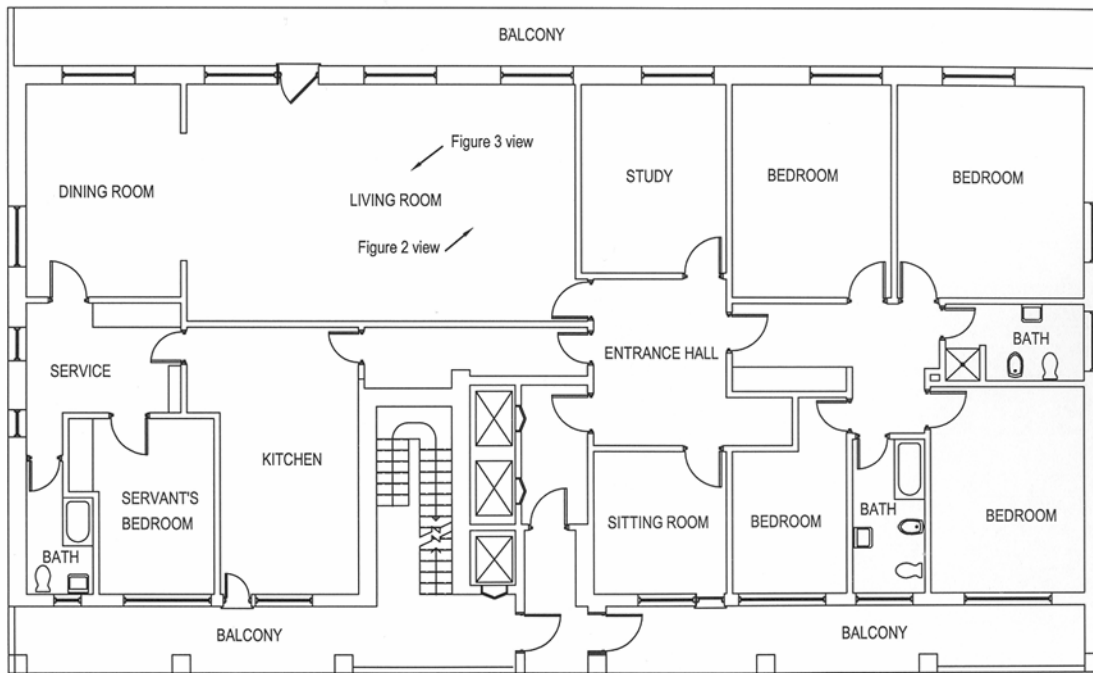 BALCONY
Figure 3 view
DINING ROOM
LIVING ROOM
Figure 2 view
STUDY
BEDROOM
BEDROOM
SERVICE
ENTRANCE HALL
BATH
KITCHEN
SERVANT'S
BEDROOM
BATH
SITTING ROOM
BEDROOM
BATH
BEDROOM
BALCONY
BALCONY